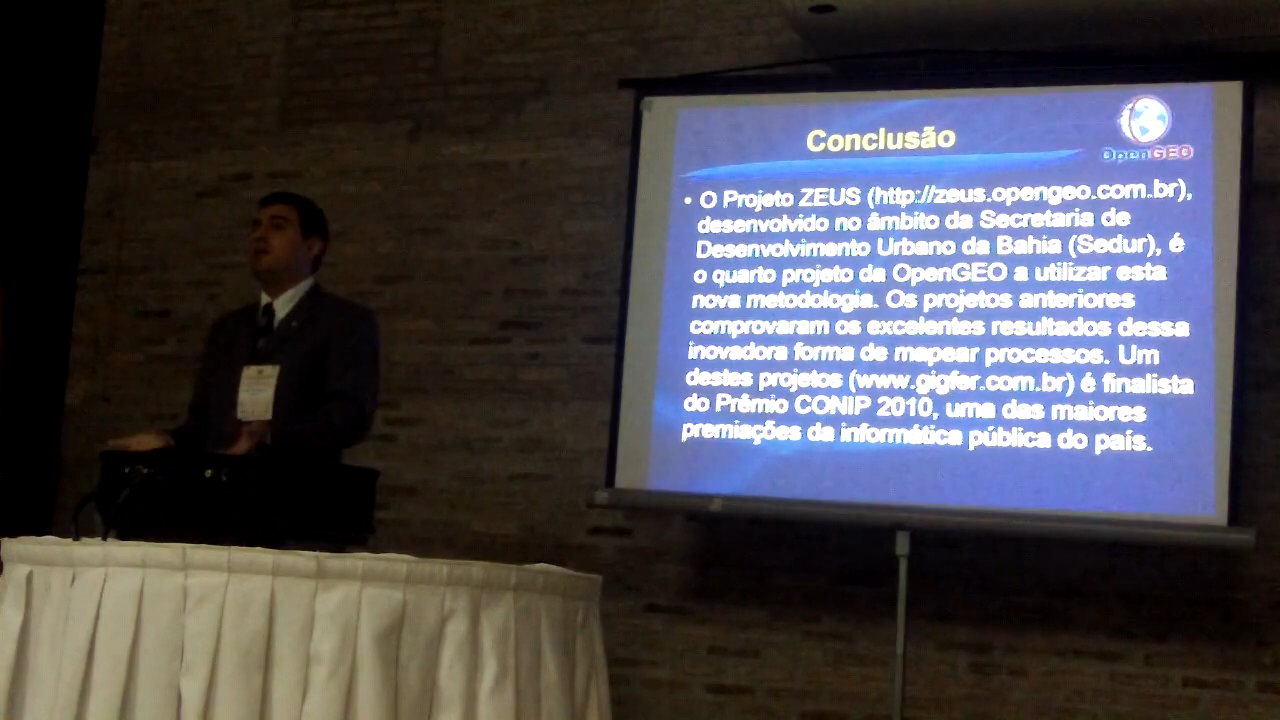 Conclusão
OpenGEO
• O Projeto ZEUS (http://zeus.opengeo.com.br),
desenvolvido no âmbito da Secretaria de
Desenvolvimento Urbano da Bahia (Sedur), é
o quarto projeto da OpenGEO a utilizar esta
nova metodologia. Os projetos anteriores
comprovaram os excelentes resultados dessa
inovadora forma de mapear processos. Um
destes projetos (www.gigfer.com.br) é finalista
do Prêmio CONIP 2010, uma das maiores
premiações da informática pública do país.